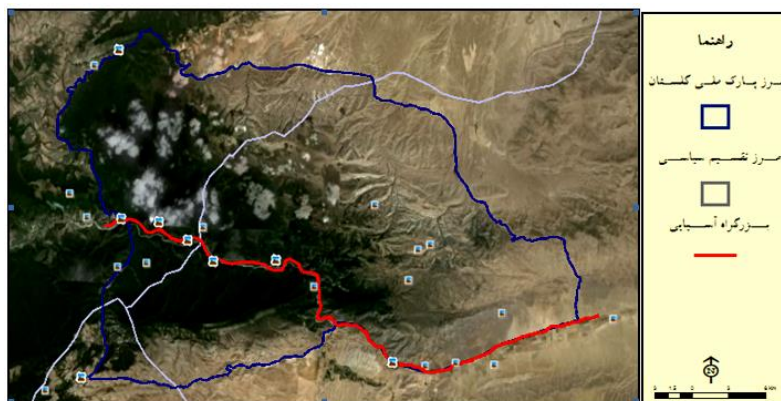 راهنما
مرز پارک ملی گلستان
مرز تقسیم سیاسی
بزرگراه آسیایی
N